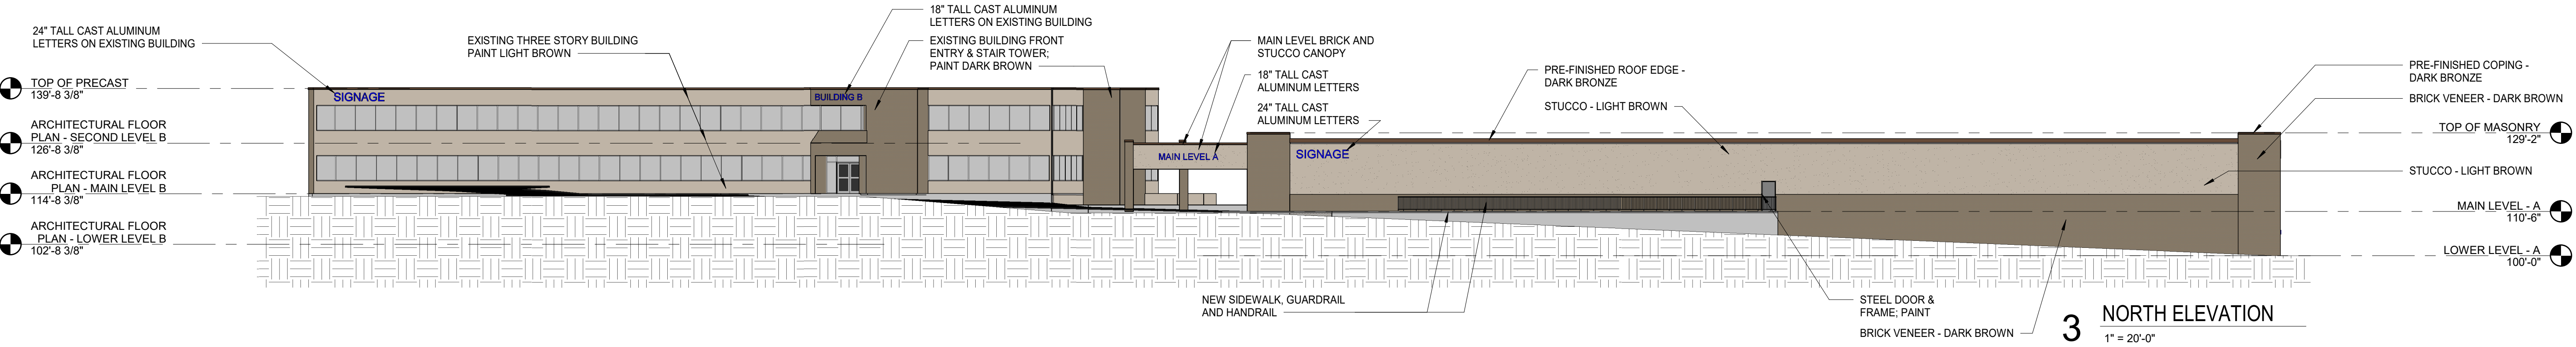 24" TALL CAST ALUMINUM
LETTERS ON EXISTING BUILDING
EXISTING THREE STORY BUILDING
PAINT LIGHT BROWN
18" TALL CAST ALUMINUM
LETTERS ON EXISTING BUILDING
EXISTING BUILDING FRONT
ENTRY & STAIR TOWER;
PAINT DARK BROWN
MAIN LEVEL BRICK AND
STUCCO CANOPY
18" TALL CAST
ALUMINUM LETTERS
24" TALL CAST
ALUMINUM LETTERS
PRE-FINISHED ROOF EDGE -
DARK BRONZE
STUCCO - LIGHT BROWN
PRE-FINISHED COPING -
DARK BRONZE
BRICK VENEER - DARK BROWN
TOP OF MASONRY
129'-2"
STUCCO - LIGHT BROWN
MAIN LEVEL - A
110'-6"
LOWER LEVEL - A
100'-0"
TOP OF PRECAST
139'-8 3/8"
ARCHITECTURAL FLOOR
PLAN - SECOND LEVEL B
126'-8 3/8"
ARCHITECTURAL FLOOR
PLAN - MAIN LEVEL B
114'-8 3/8"
ARCHITECTURAL FLOOR
PLAN - LOWER LEVEL B
102'-8 3/8"
SIGNAGE
BUILDING B
MAIN LEVEL A
SIGNAGE
NEW SIDEWALK, GUARDRAIL
AND HANDRAIL
STEEL DOOR &
FRAME; PAINT
BRICK VENEER - DARK BROWN
3 NORTH ELEVATION
1" = 20'-0"